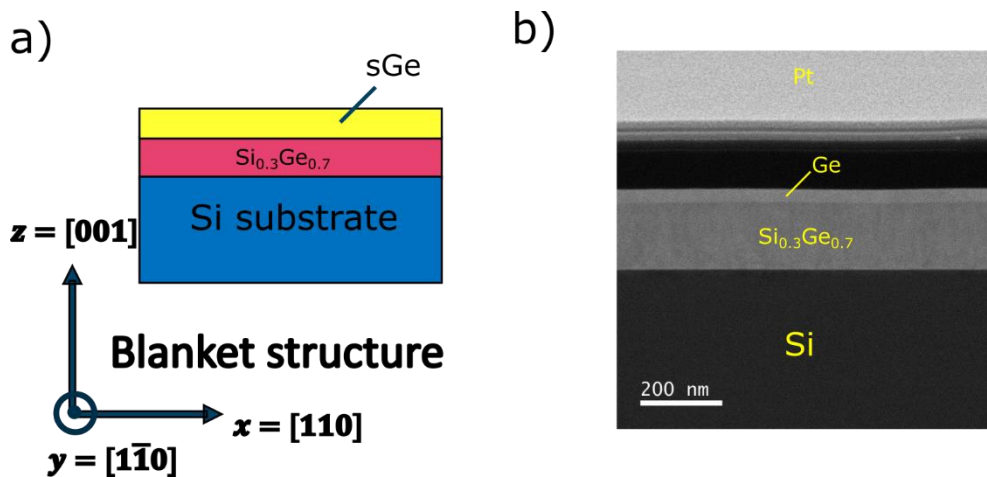 a)
sGe
Si₀.₃Ge₀.₇
Si substrate
z = [001]
Blanket structure
x = [110]
y = [11̅0]
b)
Pt
Ge
Si₀.₃Ge₀.₇
Si
200 nm